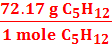 72.17 g C₅H₁₂
1 mole C₅H₁₂